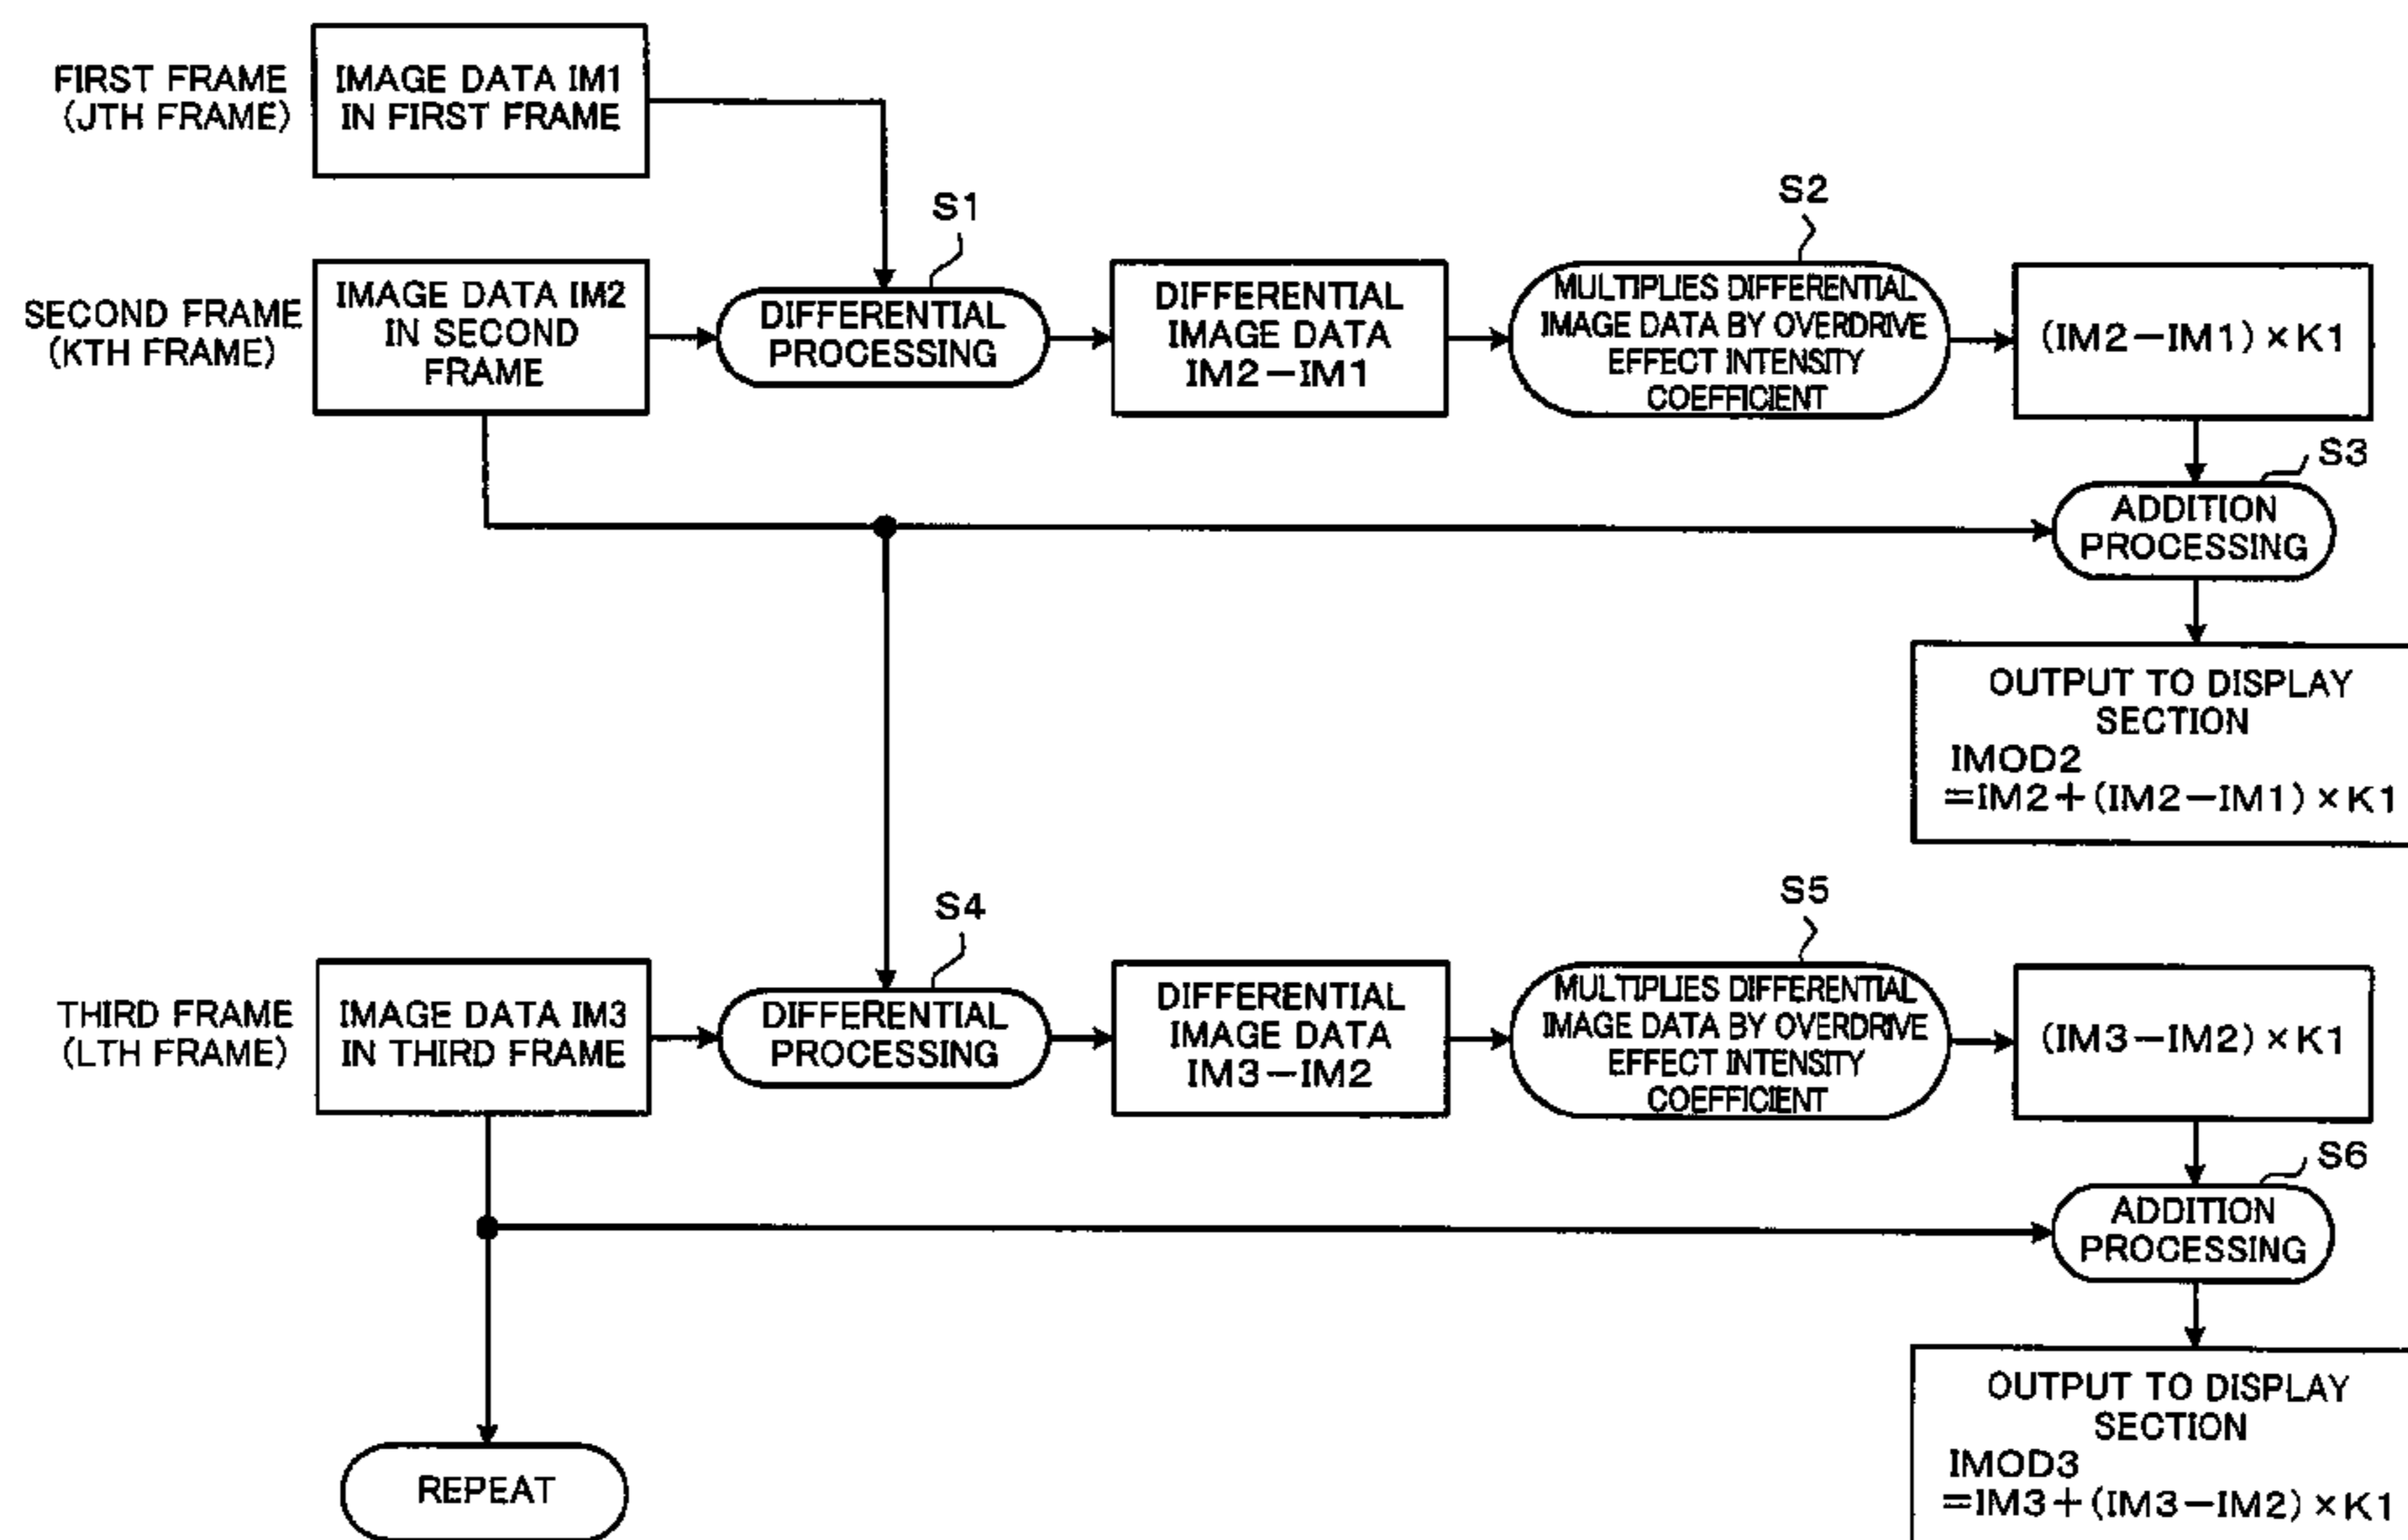 FIRST FRAME
(JTH FRAME)
IMAGE DATA IM1
IN FIRST FRAME
S1
S2
SECOND FRAME
(KTH FRAME)
IMAGE DATA IM2
IN SECOND
FRAME
DIFFERENTIAL
PROCESSING
DIFFERENTIAL
IMAGE DATA
IM2-IM1
MULTIPLIES DIFFERENTIAL
IMAGE DATA BY OVERDRIVE
EFFECT INTENSITY
COEFFICIENT
(IM2-IM1)×K1
S3
ADDITION
PROCESSING
OUTPUT TO DISPLAY
SECTION
IMOD2
=IM2+(IM2-IM1)×K1
S4
S5
THIRD FRAME
(LTH FRAME)
IMAGE DATA IM3
IN THIRD FRAME
DIFFERENTIAL
PROCESSING
DIFFERENTIAL
IMAGE DATA
IM3-IM2
MULTIPLIES DIFFERENTIAL
IMAGE DATA BY OVERDRIVE
EFFECT INTENSITY
COEFFICIENT
(IM3-IM2)×K1
S6
ADDITION
PROCESSING
OUTPUT TO DISPLAY
SECTION
IMOD3
=IM3+(IM3-IM2)×K1
REPEAT